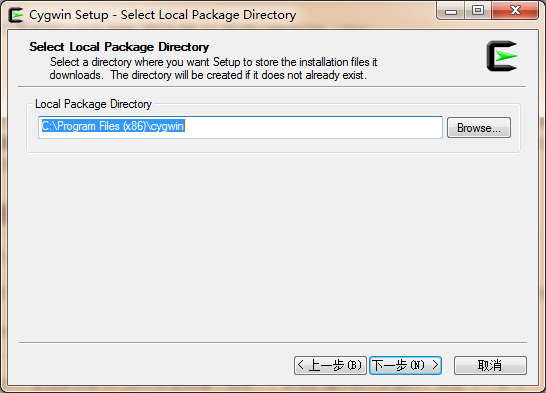 Cygwin Setup - Select Local Package Directory
Select Local Package Directory
Select a directory where you want Setup to store the installation files it
downloads. The directory will be created if it does not already exist.
Local Package Directory
C:\Program Files (x86)\cygwin
Browse...
< 上一步(B) 下一步(N) > 取消